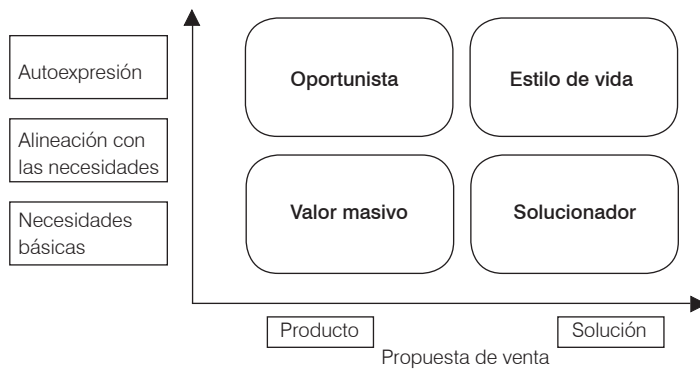 Autoexpresión
Alineación con
las necesidades
Necesidades
básicas
Oportunista
Estilo de vida
Valor masivo
Solucionador
Producto
Solución
Propuesta de venta